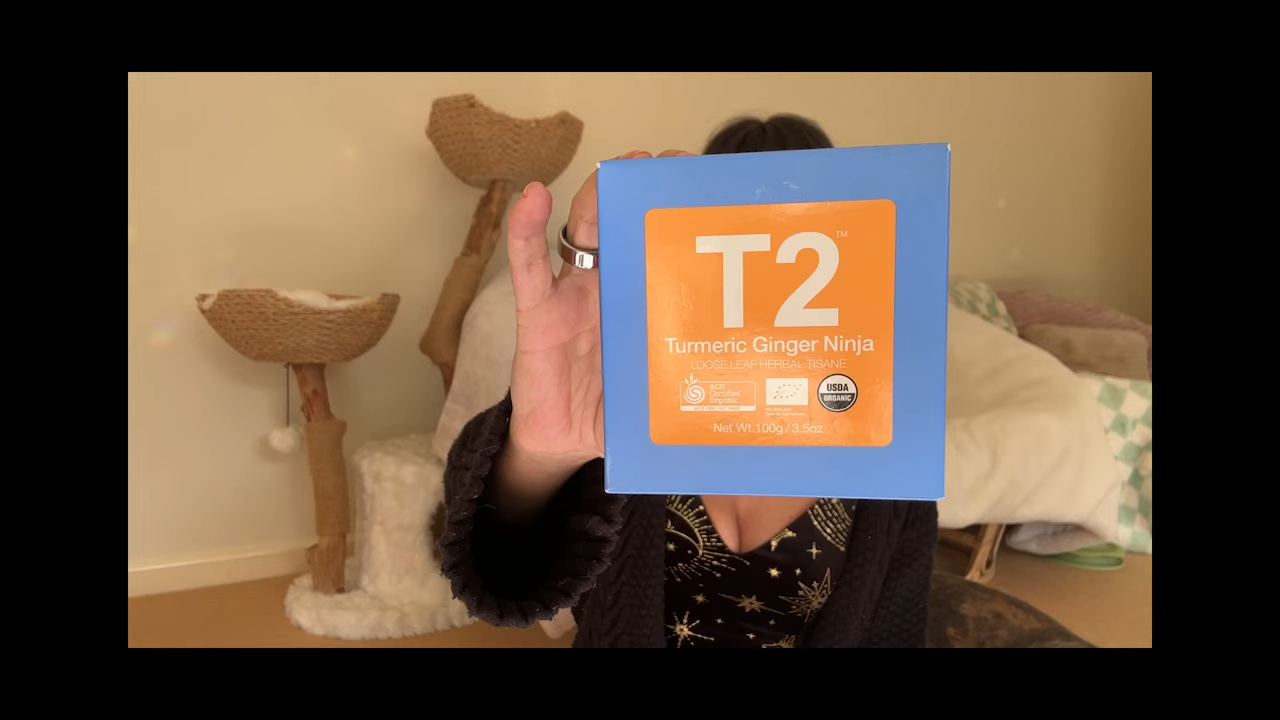 T2™
Turmeric Ginger Ninja
LOOSE LEAF HERBAL TISANE
ACO
Certified
Organic
USDA
ORGANIC
Net Wt. 100g / 3.5oz